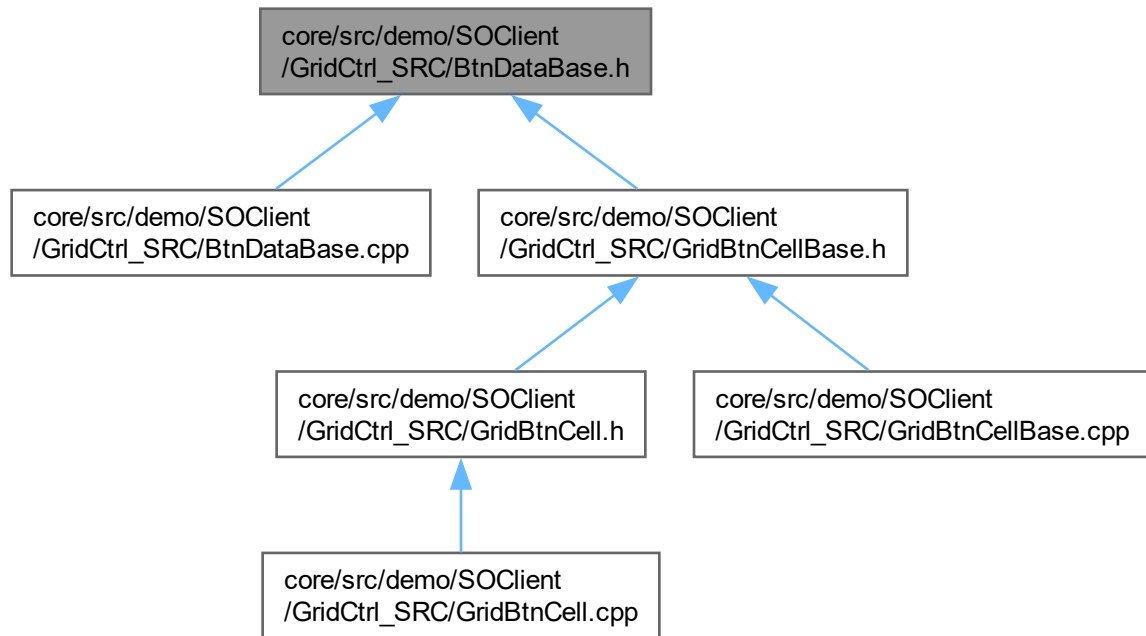 core/src/demo/SOClient
/GridCtrl_SRC/BtnDataBase.h
core/src/demo/SOClient
/GridCtrl_SRC/BtnDataBase.cpp
core/src/demo/SOClient
/GridCtrl_SRC/GridBtnCellBase.h
core/src/demo/SOClient
/GridCtrl_SRC/GridBtnCell.h
core/src/demo/SOClient
/GridCtrl_SRC/GridBtnCellBase.cpp
core/src/demo/SOClient
/GridCtrl_SRC/GridBtnCell.cpp